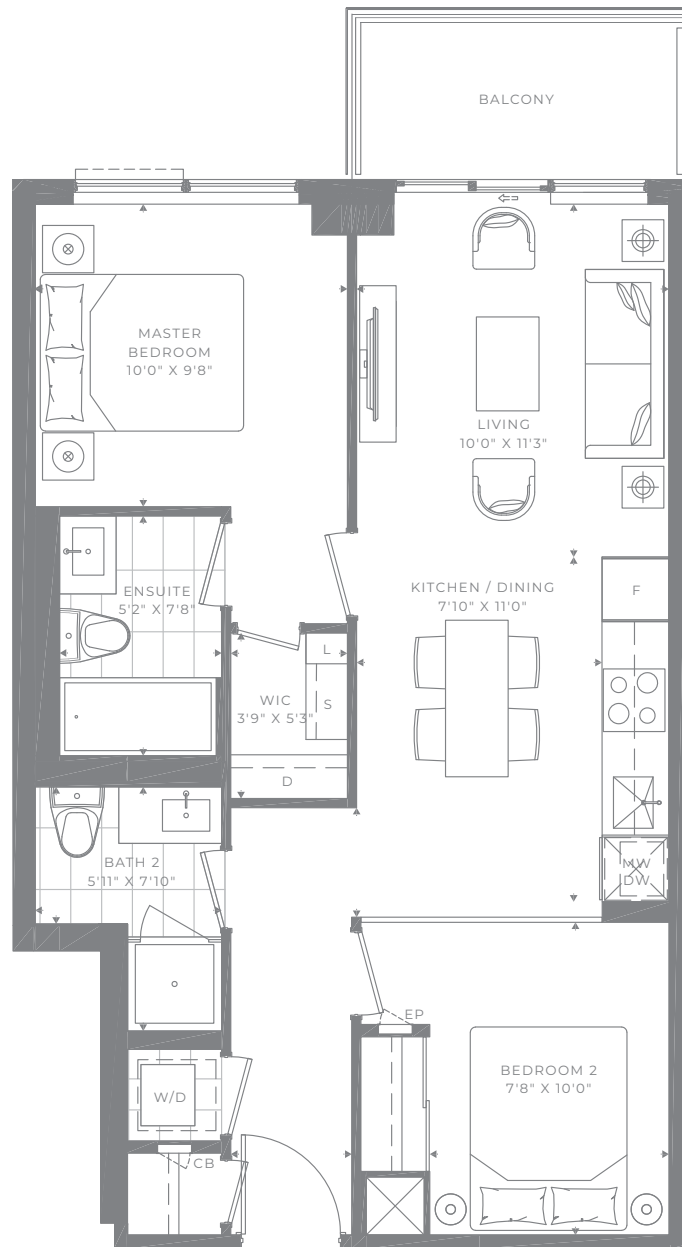 BALCONY
MASTER
BEDROOM
10'0" X 9'8"
LIVING
10'0" X 11'3"
ENSUITE
5'2" X 7'8"
KITCHEN / DINING
7'10" X 11'0"
F
L
WIC
3'9" X 5'3"
S
D
BATH 2
5'11" X 7'10"
MW
DW
EP
BEDROOM 2
7'8" X 10'0"
W/D
CB